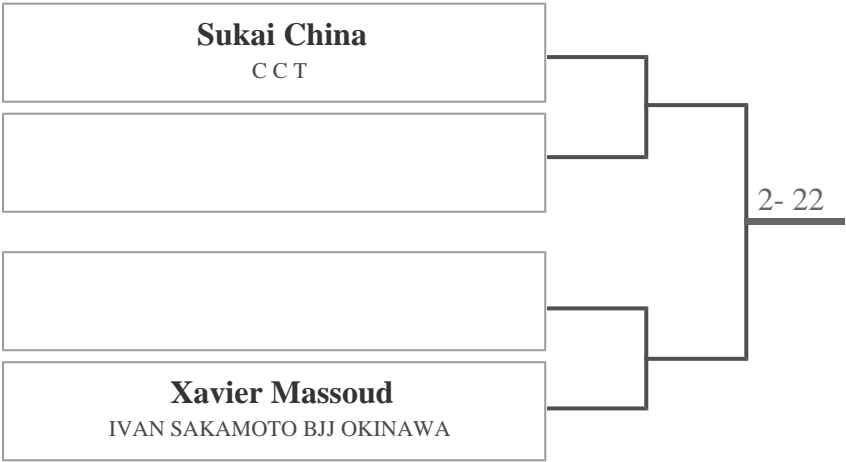 Sukai China
C C T
2- 22
Xavier Massoud
IVAN SAKAMOTO BJJ OKINAWA